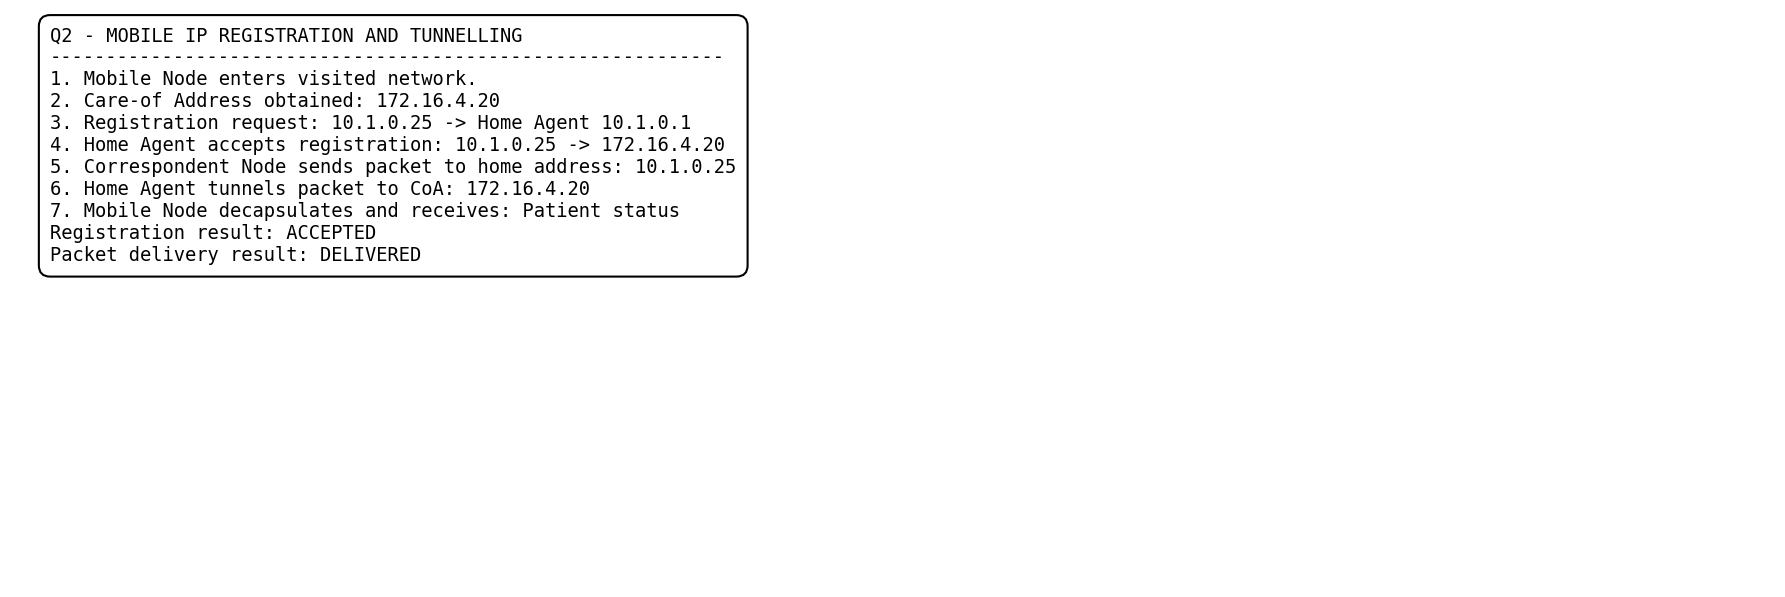 Q2 - MOBILE IP REGISTRATION AND TUNNELLING
------------------------------------------------------------
1. Mobile Node enters visited network.
2. Care-of Address obtained: 172.16.4.20
3. Registration request: 10.1.0.25 -> Home Agent 10.1.0.1
4. Home Agent accepts registration: 10.1.0.25 -> 172.16.4.20
5. Correspondent Node sends packet to home address: 10.1.0.25
6. Home Agent tunnels packet to CoA: 172.16.4.20
7. Mobile Node decapsulates and receives: Patient status
Registration result: ACCEPTED
Packet delivery result: DELIVERED